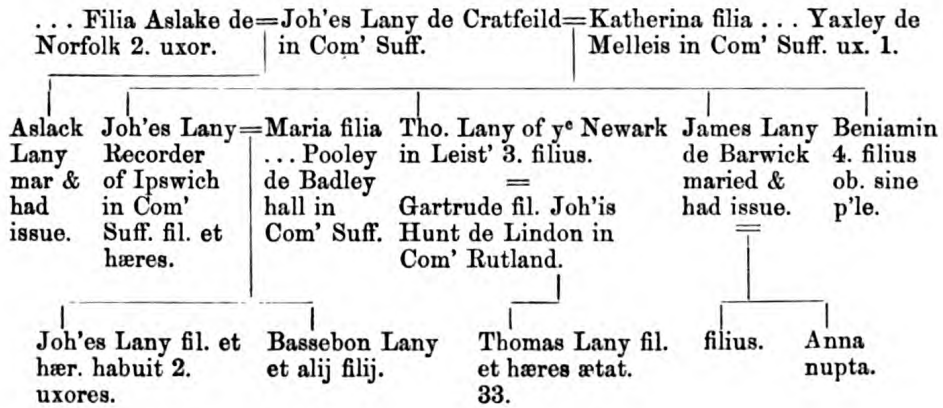 . . . Filia Aslake de=Joh'es Lany de Cratfeild=Katherina filia . . . Yaxley de
Norfolk 2. uxor. in Com' Suff. Melleis in Com' Suff. ux. 1.
Aslack Joh'es Lany=Maria filia Tho. Lany of yᵉ Newark James Lany Beniamin
Lany Recorder . . . Pooley in Leist' 3. filius. de Barwick 4. filius
mar & of Ipswich de Badley = maried & ob. sine
had in Com' hall in Gartrude fil. Joh'is had issue. p'le.
issue. Suff. fil. et Com' Suff. Hunt de Lindon in =
hæres. Com' Rutland.
Joh'es Lany fil. et Bassebon Lany Thomas Lany fil. filius. Anna
hær. habuit 2. et alij filij. et hæres ætat. nupta.
uxores. 33.